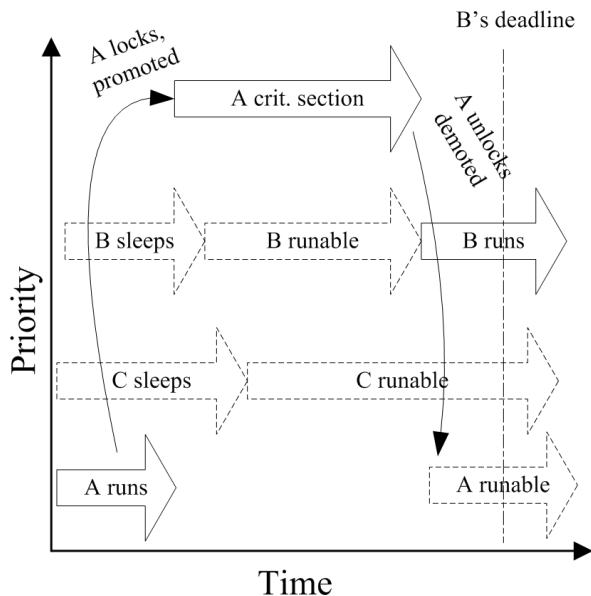 B's deadline
A locks,
promoted
A crit. section
A unlocks
demoted
B sleeps
B runable
B runs
Priority
C sleeps
C runable
A runs
A runable
Time